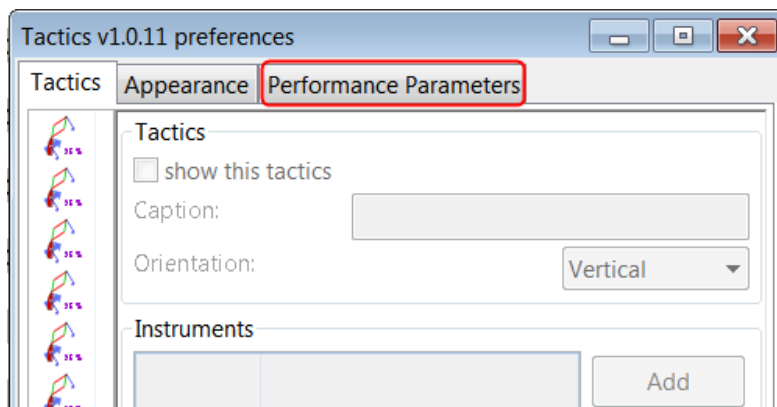 Tactics v1.0.11 preferences
Tactics Appearance Performance Parameters
Tactics
show this tactics
Caption:
Orientation: Vertical
Instruments
Add